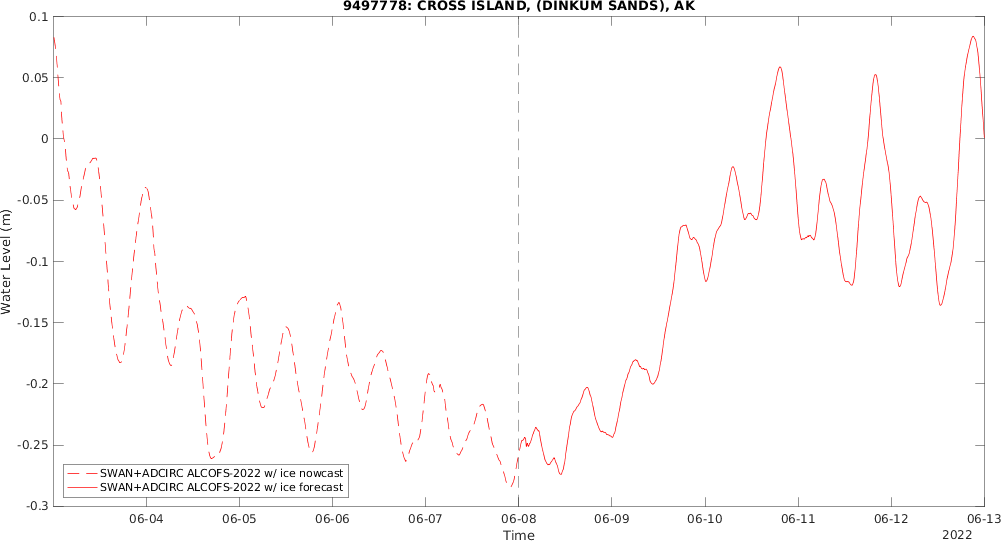 9497778: CROSS ISLAND, (DINKUM SANDS), AK
0.1
0.05
0
-0.05
-0.1
-0.15
-0.2
-0.25
-0.3
Water Level (m)
SWAN+ADCIRC ALCOFS-2022 w/ ice nowcast
SWAN+ADCIRC ALCOFS-2022 w/ ice forecast
06-04 06-05 06-06 06-07 06-08 06-09 06-10 06-11 06-12 06-13
Time
2022